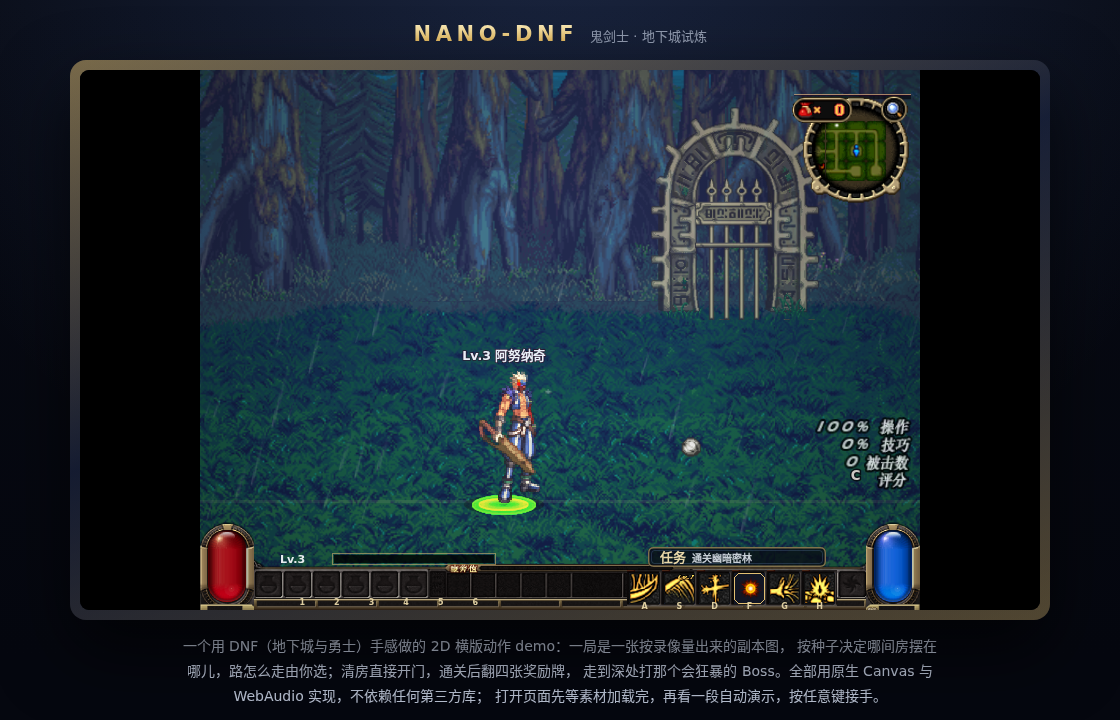 NANO-DNF 鬼剑士 · 地下城试炼
× 0
Lv.3 阿努纳奇
100% 操作
0% 技巧
0 被击数
C 评分
Lv.3
任务 通关幽暗密林
疲劳值
1 2 3 4 5 6 A S D F G H
一个用 DNF（地下城与勇士）手感做的 2D 横版动作 demo：一局是一张按录像量出来的副本图， 按种子决定哪间房摆在
哪儿，路怎么走由你选；清房直接开门，通关后翻四张奖励牌， 走到深处打那个会狂暴的 Boss。全部用原生 Canvas 与
WebAudio 实现，不依赖任何第三方库； 打开页面先等素材加载完，再看一段自动演示，按任意键接手。